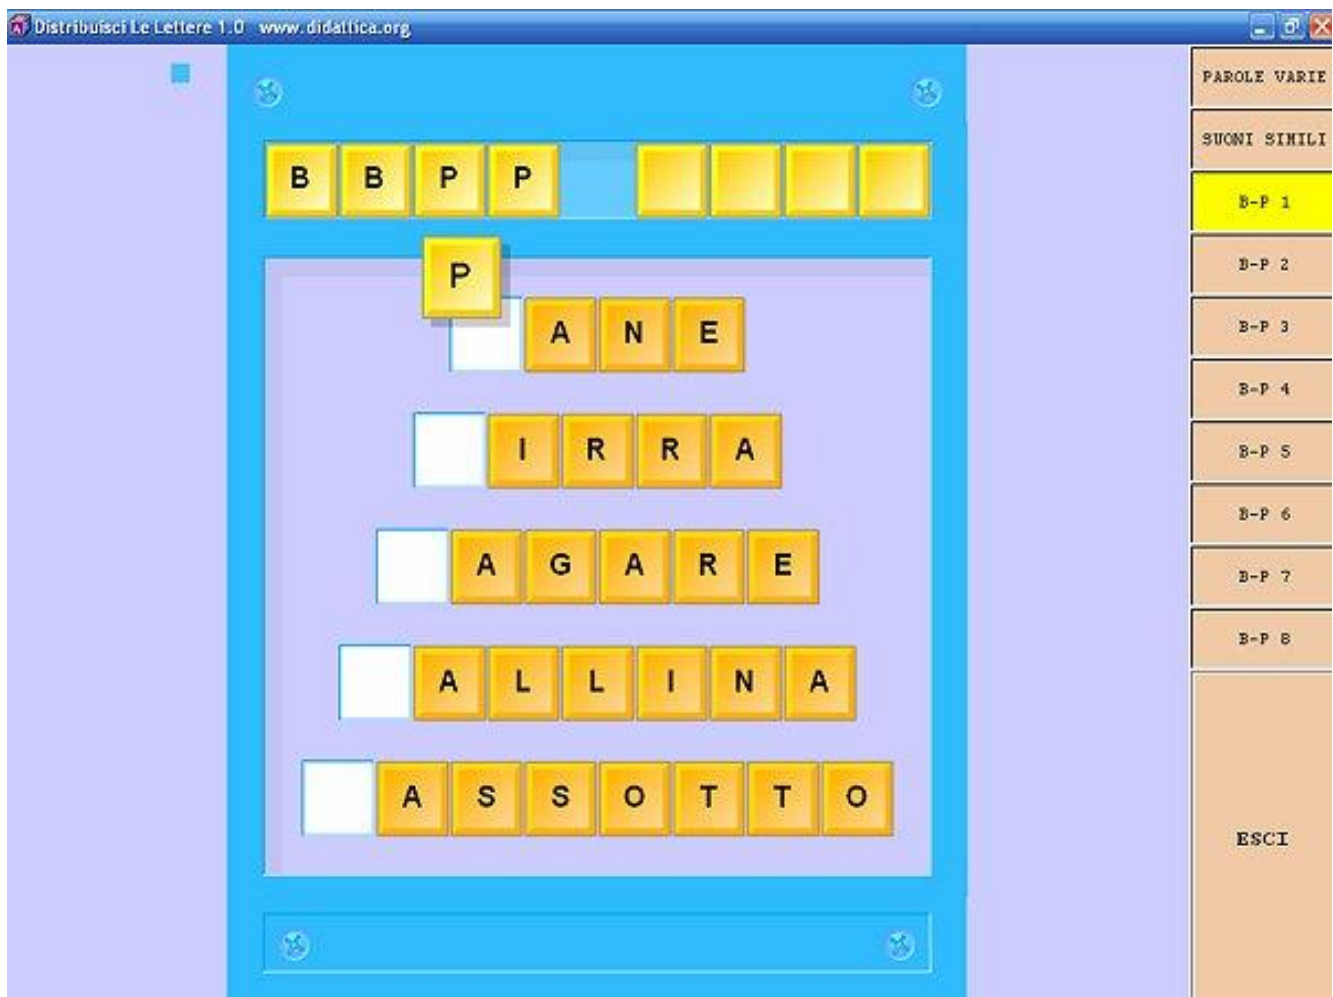 Distribuisci Le Lettere 1.0 www.didattica.org
B B P P
P
A N E
I R R A
A G A R E
A L L I N A
A S S O T T O
PAROLE VARIE
SUONI SIMILI
B-P 1
B-P 2
B-P 3
B-P 4
B-P 5
B-P 6
B-P 7
B-P 8
ESCI